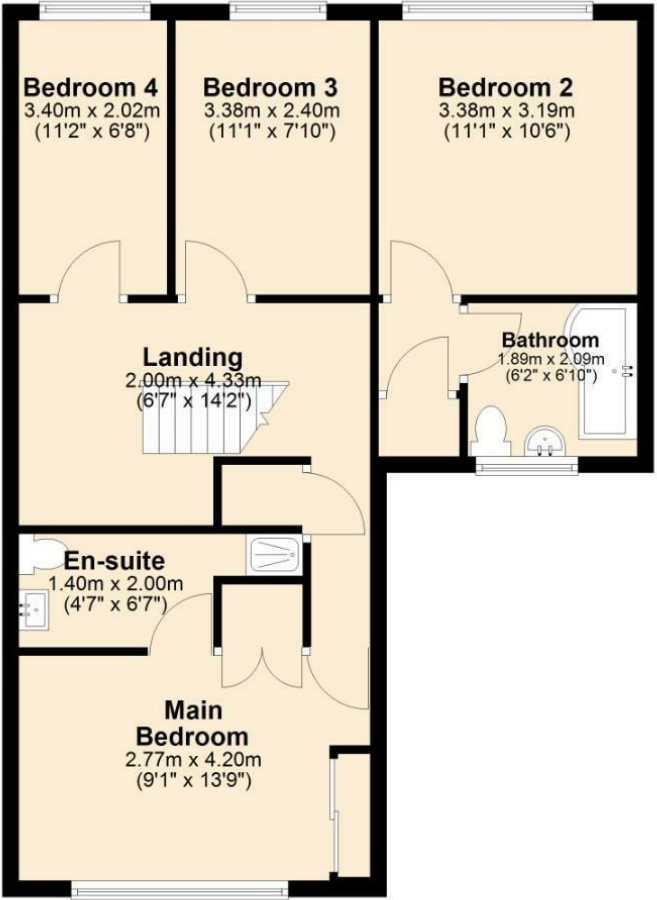 Bedroom 4
3.40m x 2.02m
(11'2" x 6'8")
Bedroom 3
3.38m x 2.40m
(11'1" x 7'10")
Bedroom 2
3.38m x 3.19m
(11'1" x 10'6")
Landing
2.00m x 4.33m
(6'7" x 14'2")
Bathroom
1.89m x 2.09m
(6'2" x 6'10")
En-suite
1.40m x 2.00m
(4'7" x 6'7")
Main
Bedroom
2.77m x 4.20m
(9'1" x 13'9")